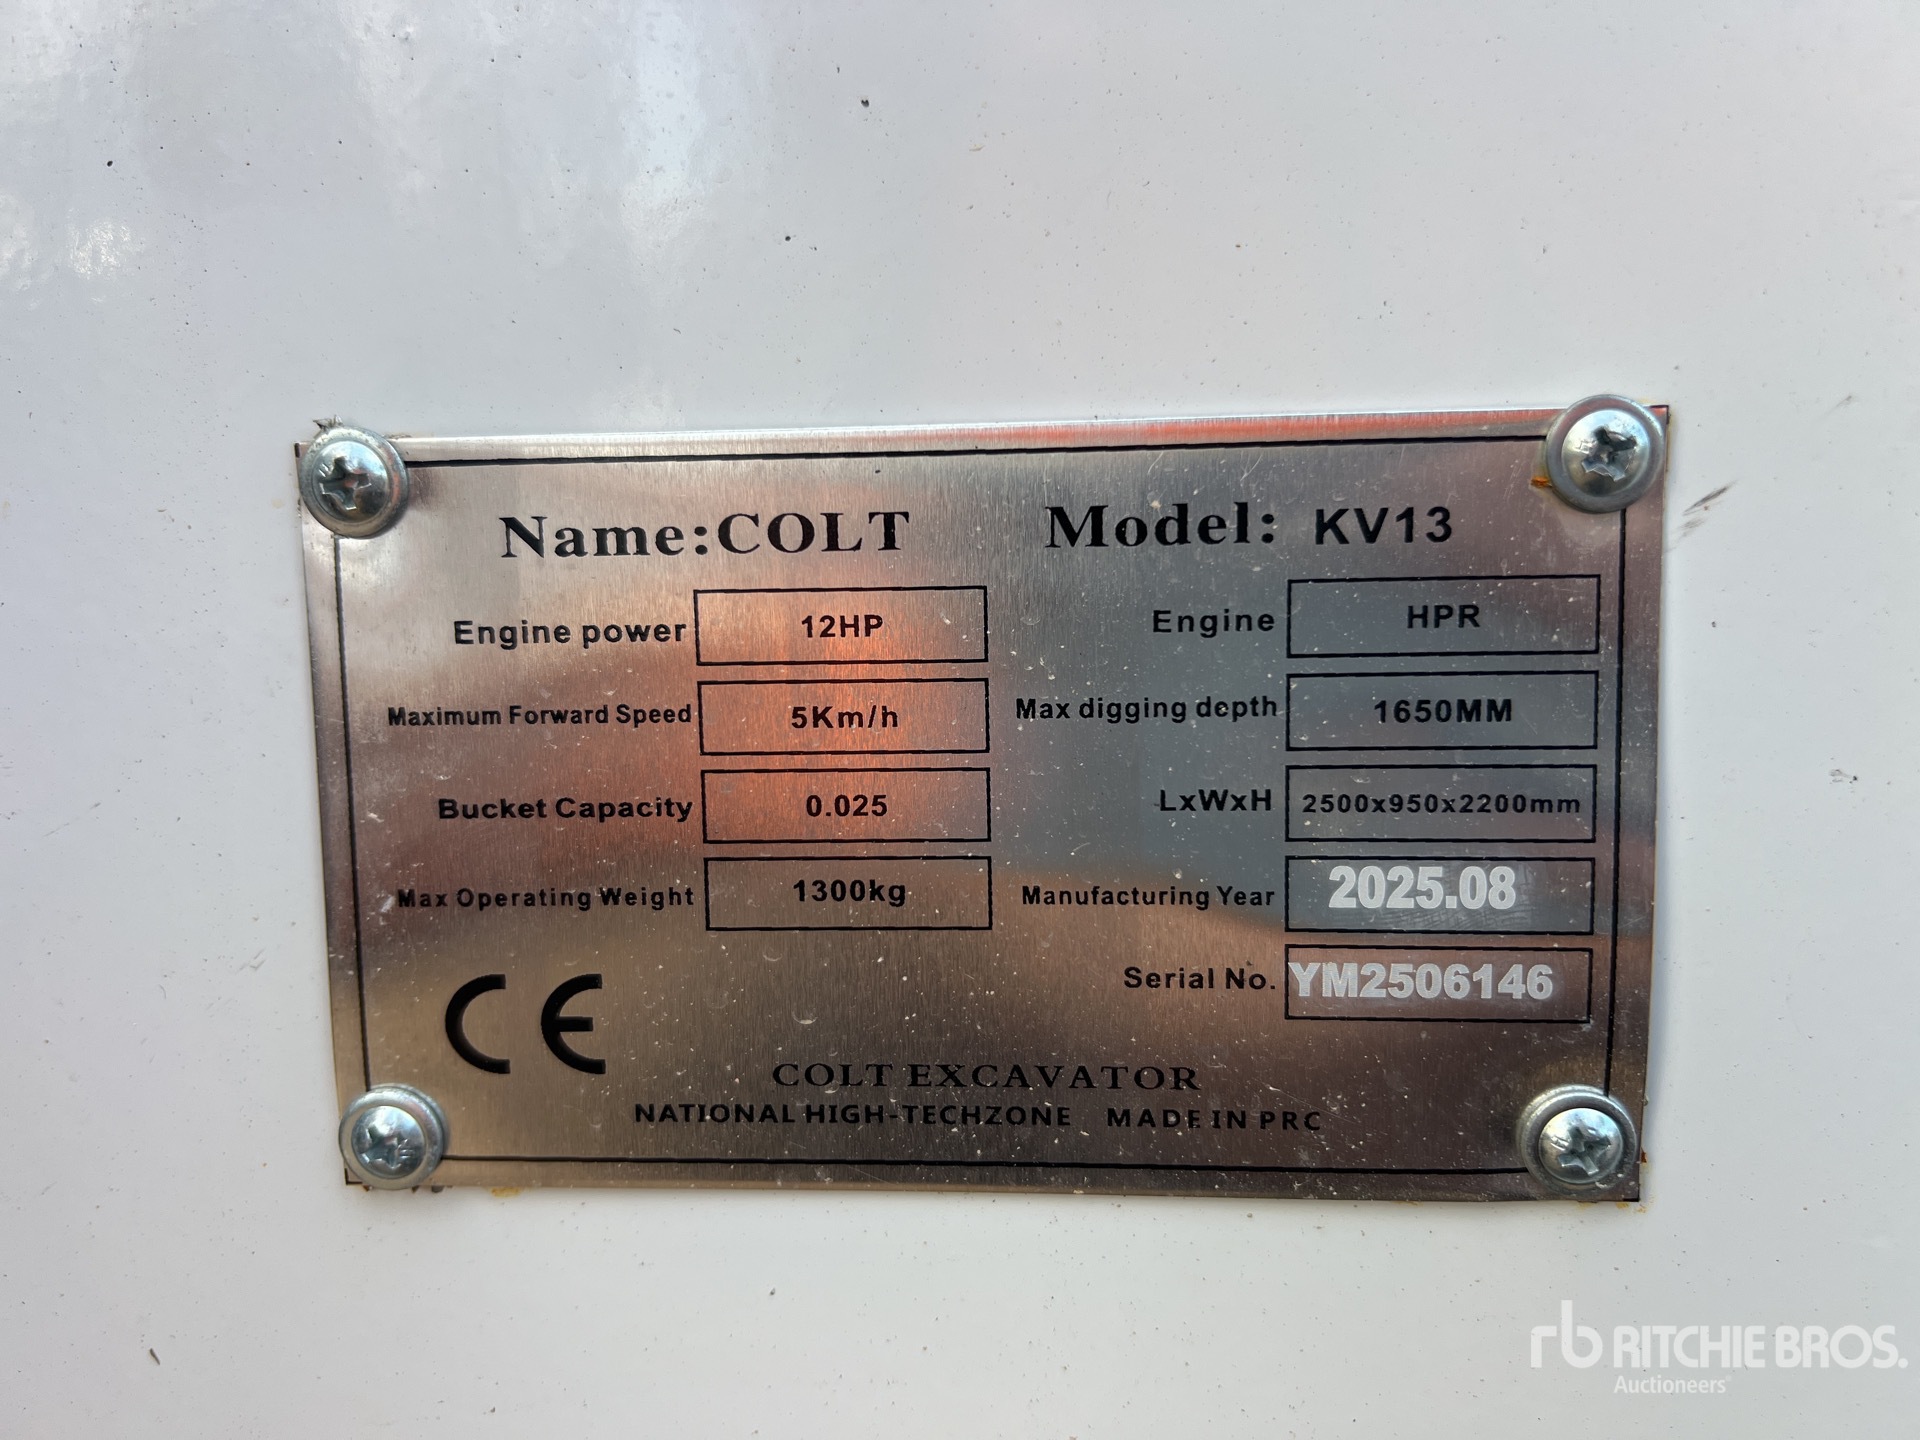 Name:COLT Model: KV13
Engine power 12HP Engine HPR
Maximum Forward Speed 5Km/h Max digging depth 1650MM
Bucket Capacity 0.025 LxWxH 2500x950x2200mm
Max Operating Weight 1300kg Manufacturing Year 2025.08
Serial No. YM2506146
CE
COLT EXCAVATOR
NATIONAL HIGH-TECHZONE MADE IN PRC
rb RITCHIE BROS.
Auctioneers